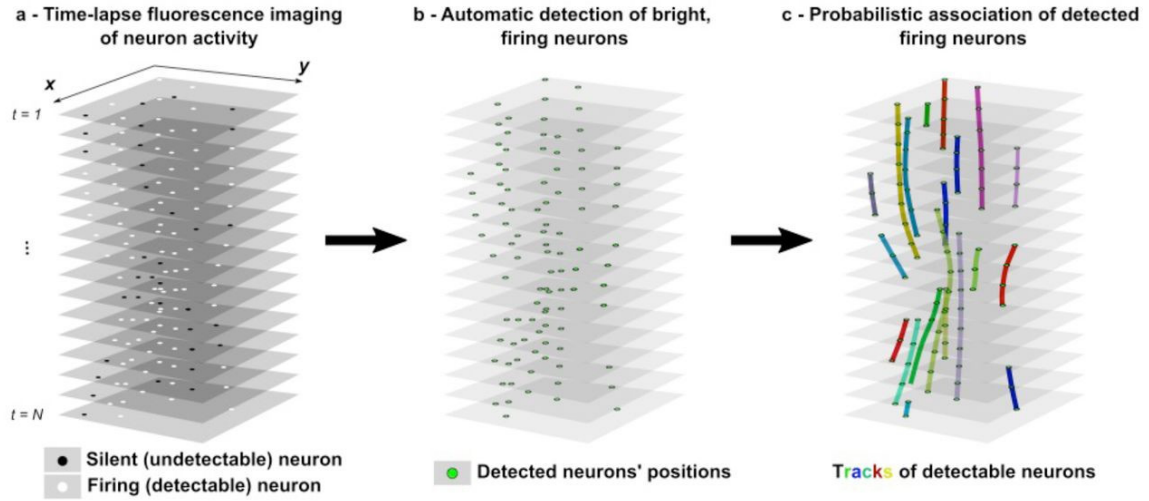 a - Time-lapse fluorescence imaging
of neuron activity
b - Automatic detection of bright,
firing neurons
c - Probabilistic association of detected
firing neurons
x
y
t = 1
⋮
t = N
Silent (undetectable) neuron
Firing (detectable) neuron
Detected neurons' positions
Tracks of detectable neurons